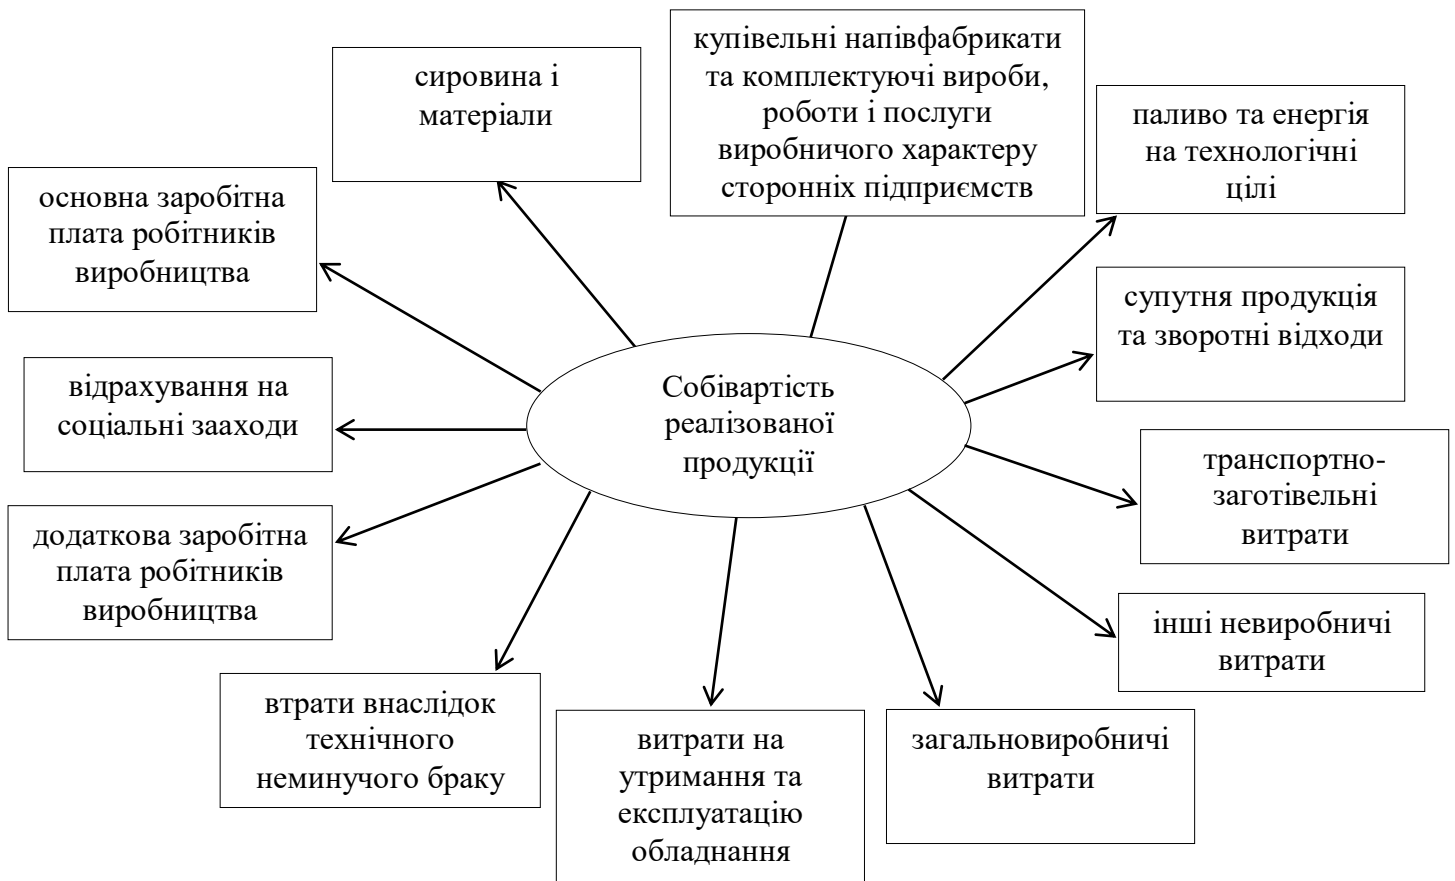 купівельні напівфабрикати
та комплектуючі вироби,
роботи і послуги
виробничого характеру
сторонніх підприємств
сировина і
матеріали
паливо та енергія
на технологічні
цілі
основна заробітна
плата робітників
виробництва
супутня продукція
та зворотні відходи
відрахування на
соціальні зааходи
Собівартість
реалізованої
продукції
транспортно-
заготівельні
витрати
додаткова заробітна
плата робітників
виробництва
інші невиробничі
витрати
втрати внаслідок
технічного
неминучого браку
витрати на
утримання та
експлуатацію
обладнання
загальновиробничі
витрати